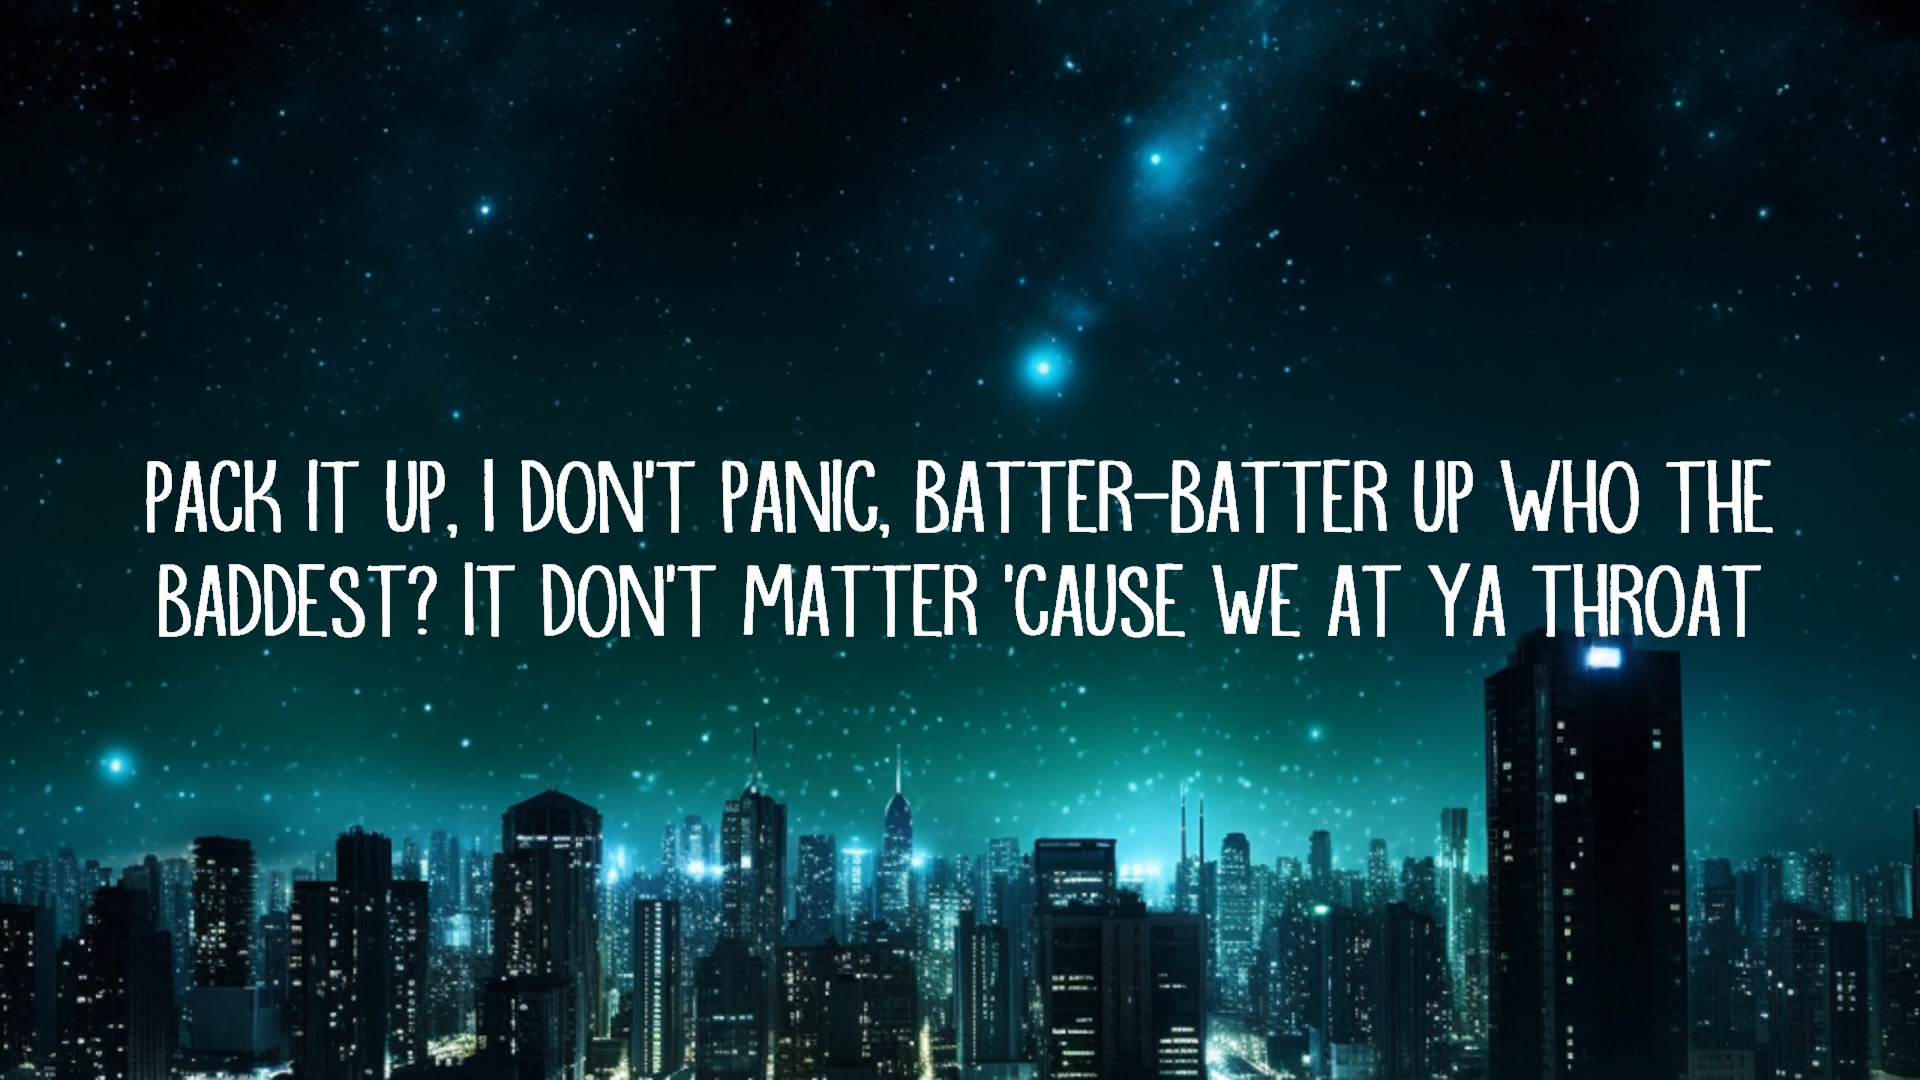 PACK IT UP, I DON'T PANIC, BATTER-BATTER UP WHO THE
BADDEST? IT DON'T MATTER 'CAUSE WE AT YA THROAT